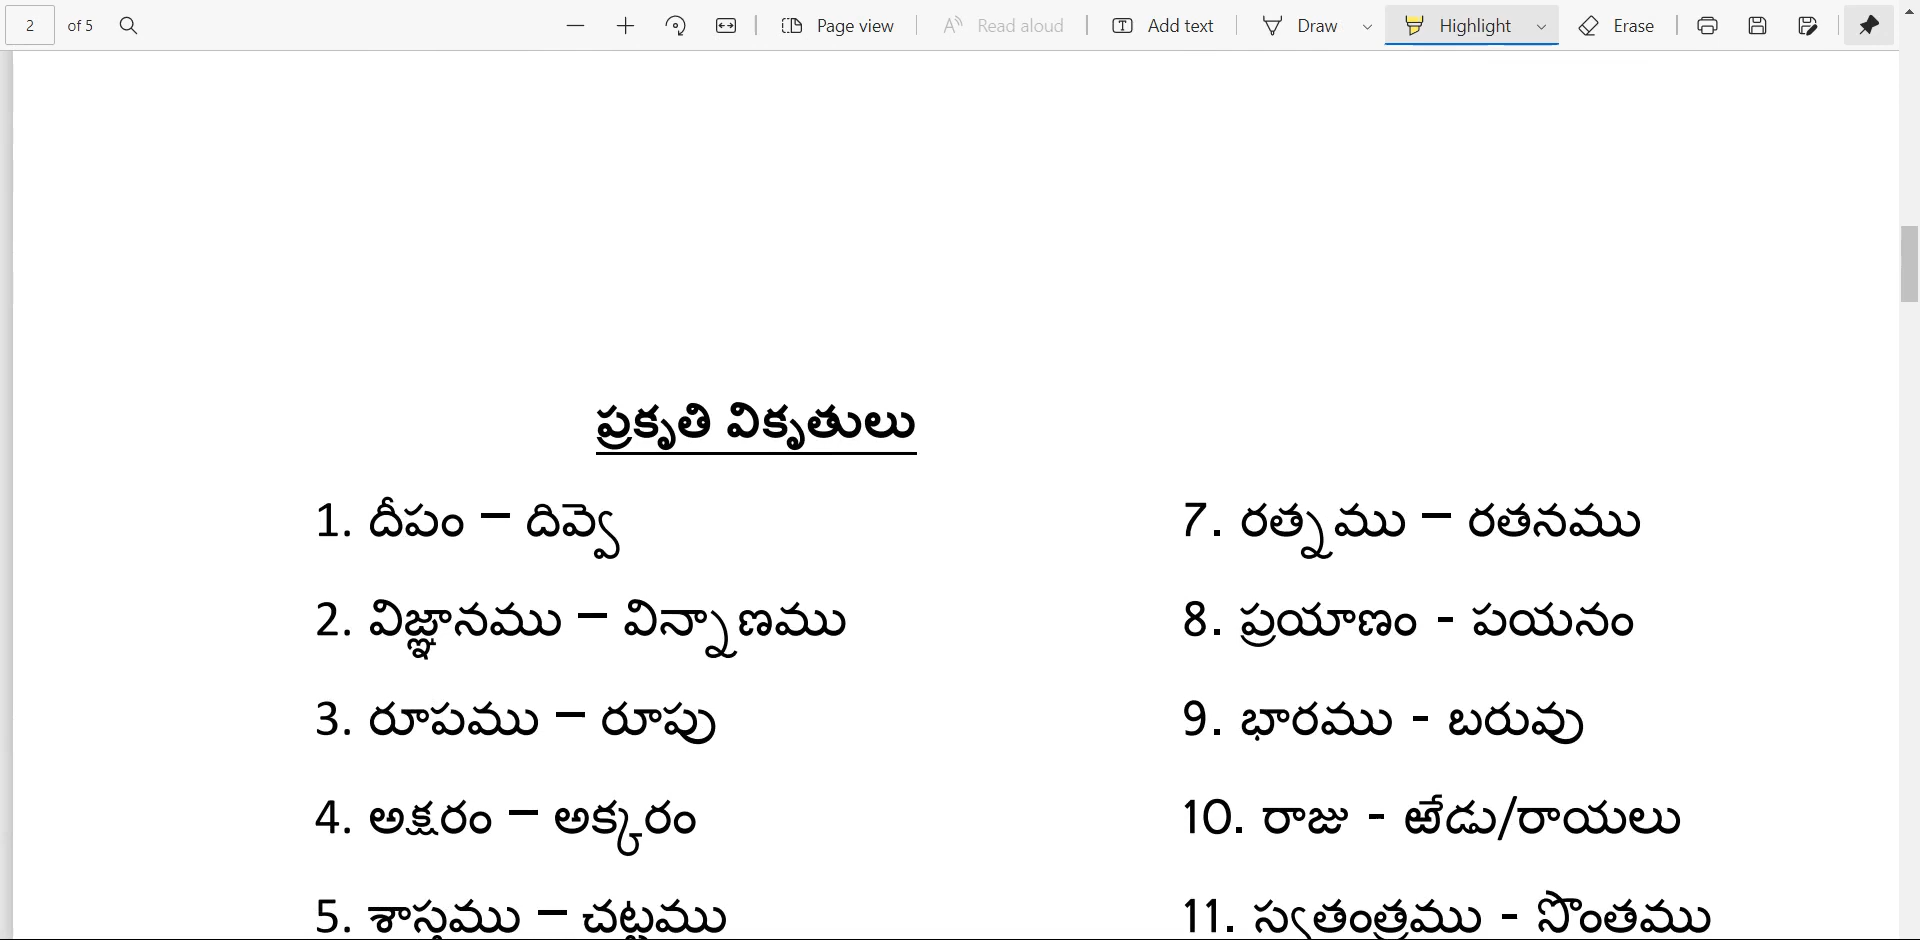 2 of 5 Page view Read aloud Add text Draw Highlight Erase
ప్రకృతి వికృతులు
1. దీపం – దివ్వె
2. విజ్ఞానము – విన్నాణము
3. రూపము – రూపు
4. అక్షరం – అక్కరం
5. శాస్త్రము – చట్టము
7. రత్నము – రతనము
8. ప్రయాణం - పయనం
9. భారము - బరువు
10. రాజు - ఱేడు/రాయలు
11. స్వతంత్రము - సొంతము